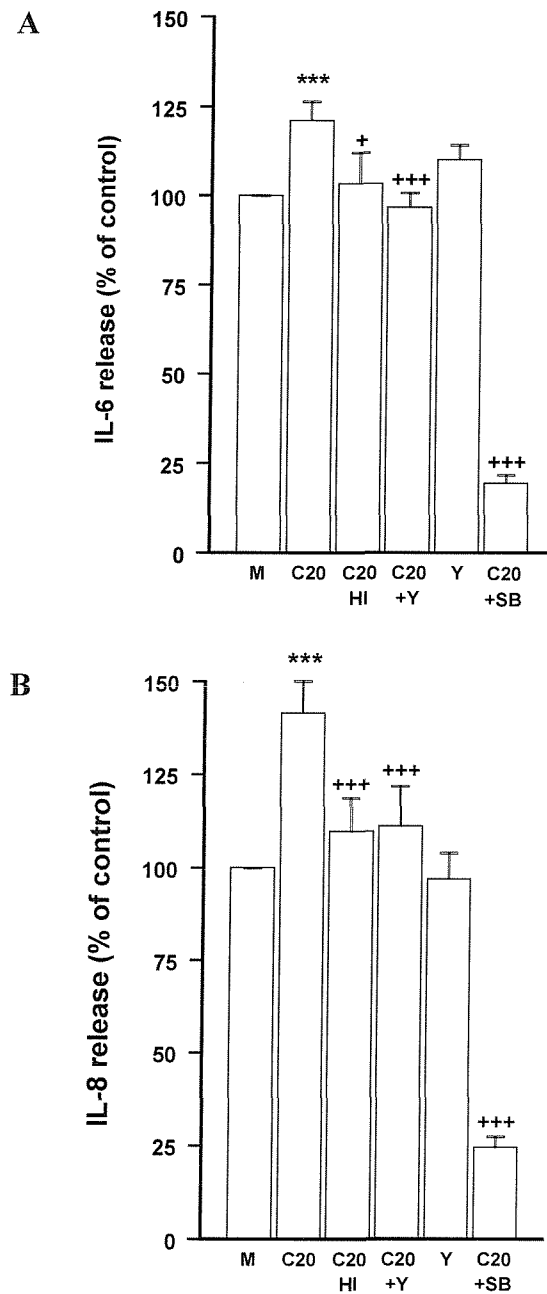 A
IL-6 release (% of control)
150
125
100
75
50
25
0
***
+
+++
+++
M C20 C20 C20 Y C20
HI +Y +SB
B
IL-8 release (% of control)
150
125
100
75
50
25
0
***
+++ +++
+++
M C20 C20 C20 Y C20
HI +Y +SB